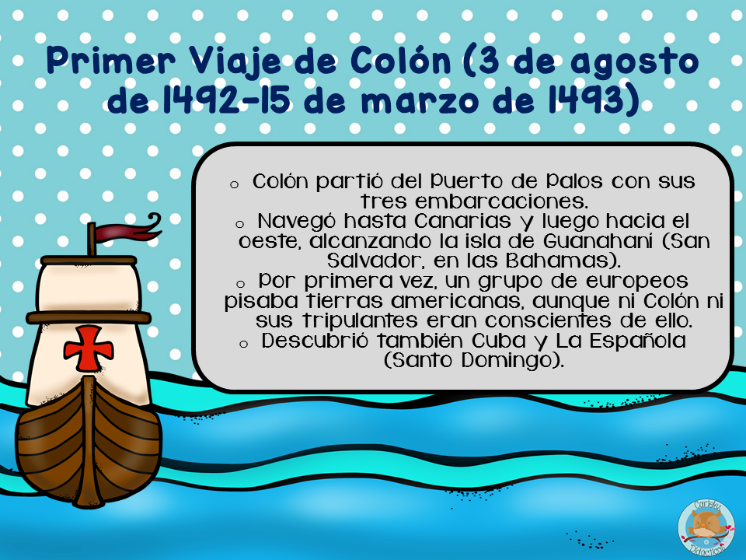 Primer Viaje de Colón (3 de agosto
de 1492-15 de marzo de 1493)
o Colón partió del Puerto de Palos con sus
tres embarcaciones.
o Navegó hasta Canarias y luego hacia el
oeste, alcanzando la isla de Guanahaní (San
Salvador, en las Bahamas).
o Por primera vez, un grupo de europeos
pisaba tierras americanas, aunque ni Colón ni
sus tripulantes eran conscientes de ello.
o Descubrió también Cuba y La Española
(Santo Domingo).